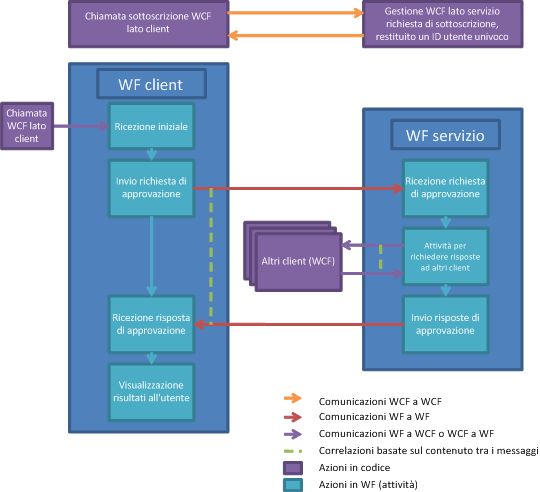 Chiamata sottoscrizione WCF
lato client
Gestione WCF lato servizio
richiesta di sottoscrizione,
restituito un ID utente univoco
WF client
Chiamata
WCF lato
client
Ricezione iniziale
Invio richiesta di
approvazione
Ricezione risposta
di approvazione
Visualizzazione
risultati all'utente
Altri client (WCF)
WF servizio
Ricezione richiesta
di approvazione
Attività per
richiedere risposte
ad altri client
Invio risposte di
approvazione
Comunicazioni WCF a WCF
Comunicazioni WF a WF
Comunicazioni WF a WCF o WCF a WF
Correlazioni basate sul contenuto tra i messaggi
Azioni in codice
Azioni in WF (attività)